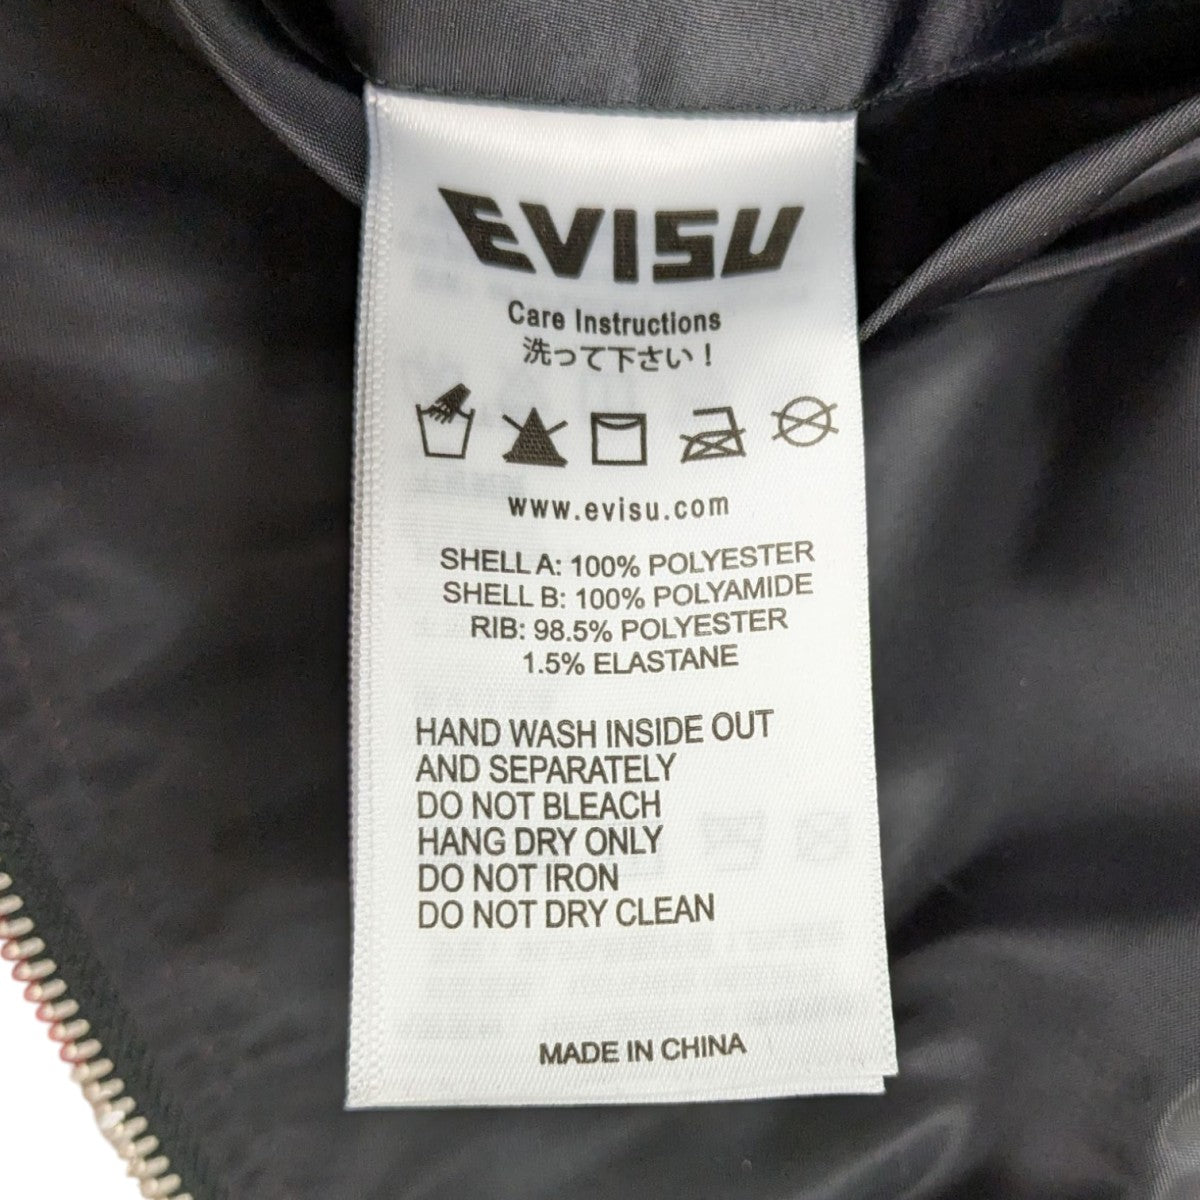 EVISU
Care Instructions
洗って下さい！
www.evisu.com
SHELL A: 100% POLYESTER
SHELL B: 100% POLYAMIDE
RIB: 98.5% POLYESTER
1.5% ELASTANE
HAND WASH INSIDE OUT
AND SEPARATELY
DO NOT BLEACH
HANG DRY ONLY
DO NOT IRON
DO NOT DRY CLEAN
MADE IN CHINA